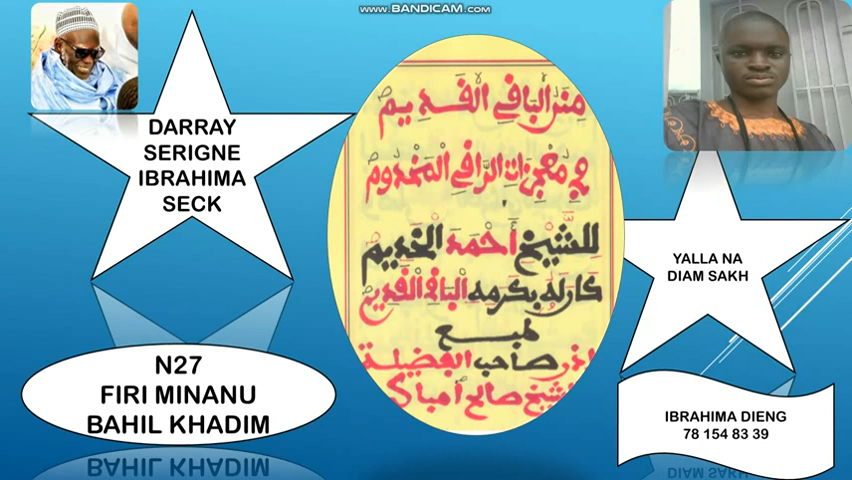 www.BANDICAM.com
DARRAY
SERIGNE
IBRAHIMA
SECK
منن الباقي القديم
في معجزات الراقي المخدوم
للشيخ أحمد الخديم
كان له بكرمه الباقي القديم
طبع
صاحب الفضيلة
الشيخ صالح امباكي
YALLA NA
DIAM SAKH
N27
FIRI MINANU
BAHIL KHADIM
IBRAHIMA DIENG
78 154 83 39